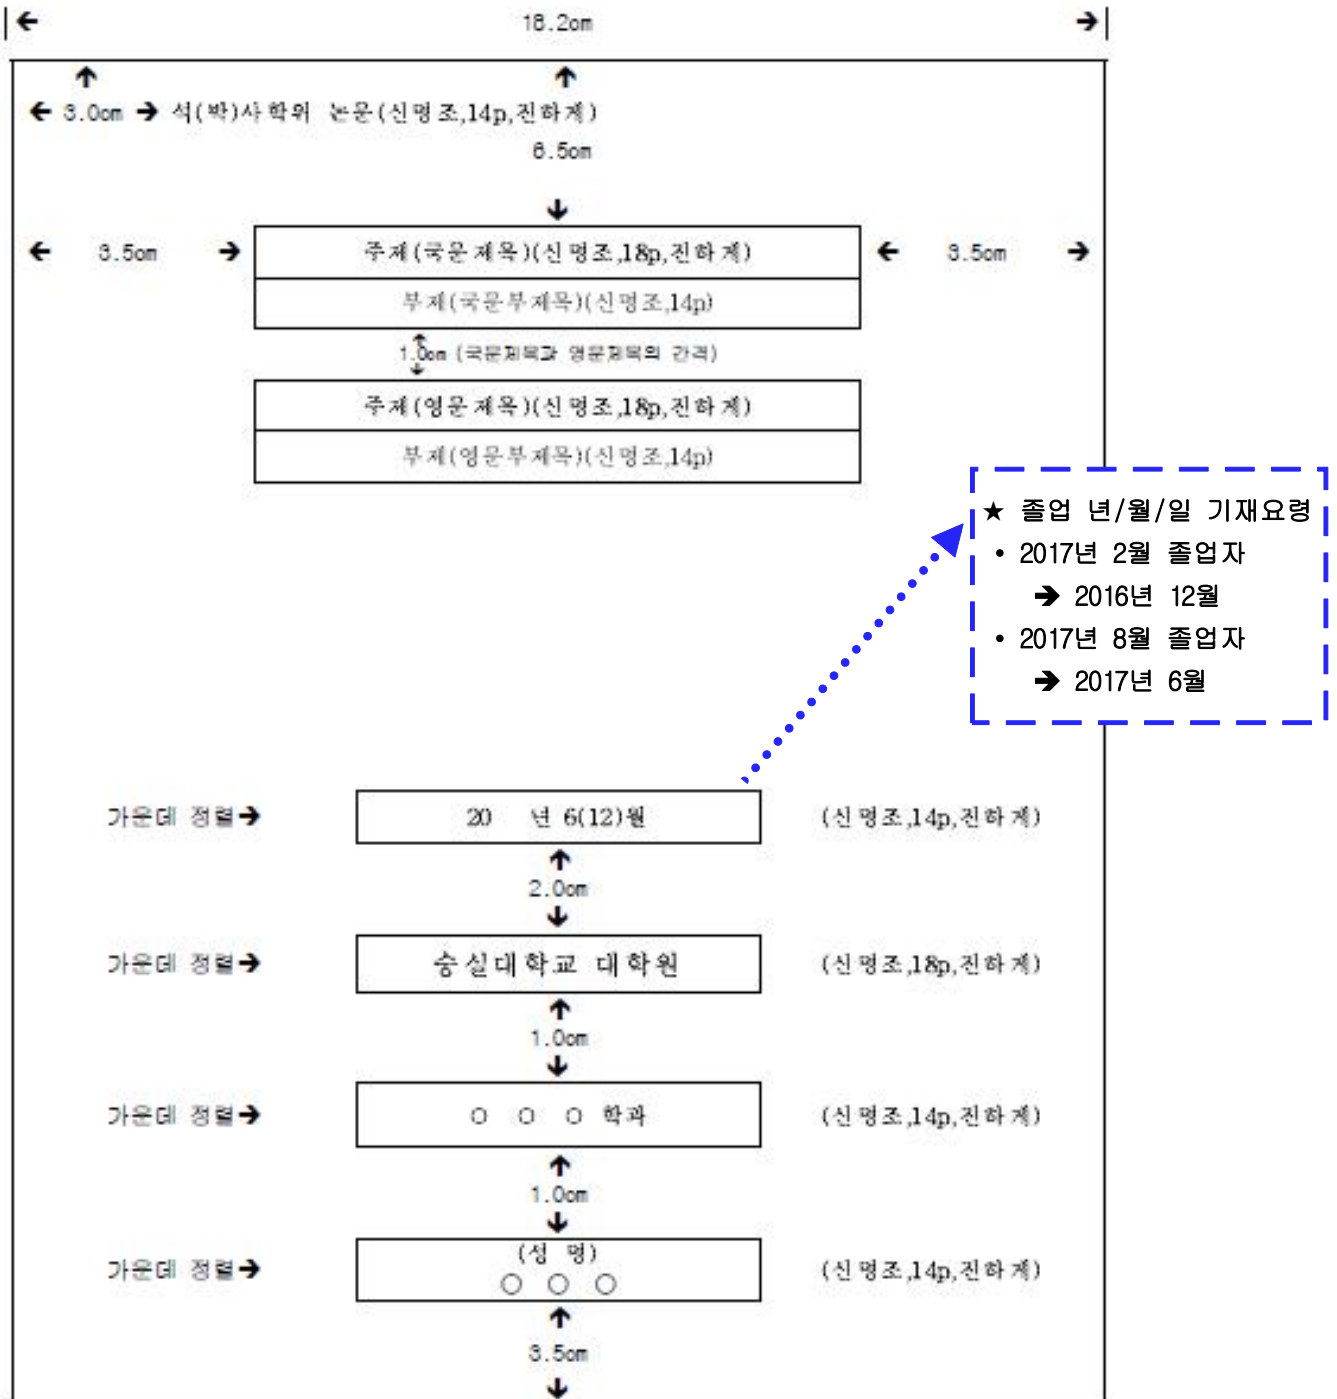 18.2cm
3.0cm 석(박)사학위 논문(신명조,14p,진하게)
6.5cm
3.5cm 주제(국문제목)(신명조,18p,진하게) 3.5cm
부제(국문부제목)(신명조,14p)
1.0cm (국문제목과 영문제목의 간격)
주제(영문제목)(신명조,18p,진하게)
부제(영문부제목)(신명조,14p)
★ 졸업 년/월/일 기재요령
• 2017년 2월 졸업자
➔ 2016년 12월
• 2017년 8월 졸업자
➔ 2017년 6월
가운데 정렬➔ 20 년 6(12)월 (신명조,14p,진하게)
2.0cm
가운데 정렬➔ 숭실대학교 대학원 (신명조,18p,진하게)
1.0cm
가운데 정렬➔ ○ ○ ○ 학과 (신명조,14p,진하게)
1.0cm
(성 명)
가운데 정렬➔ ○ ○ ○ (신명조,14p,진하게)
3.5cm